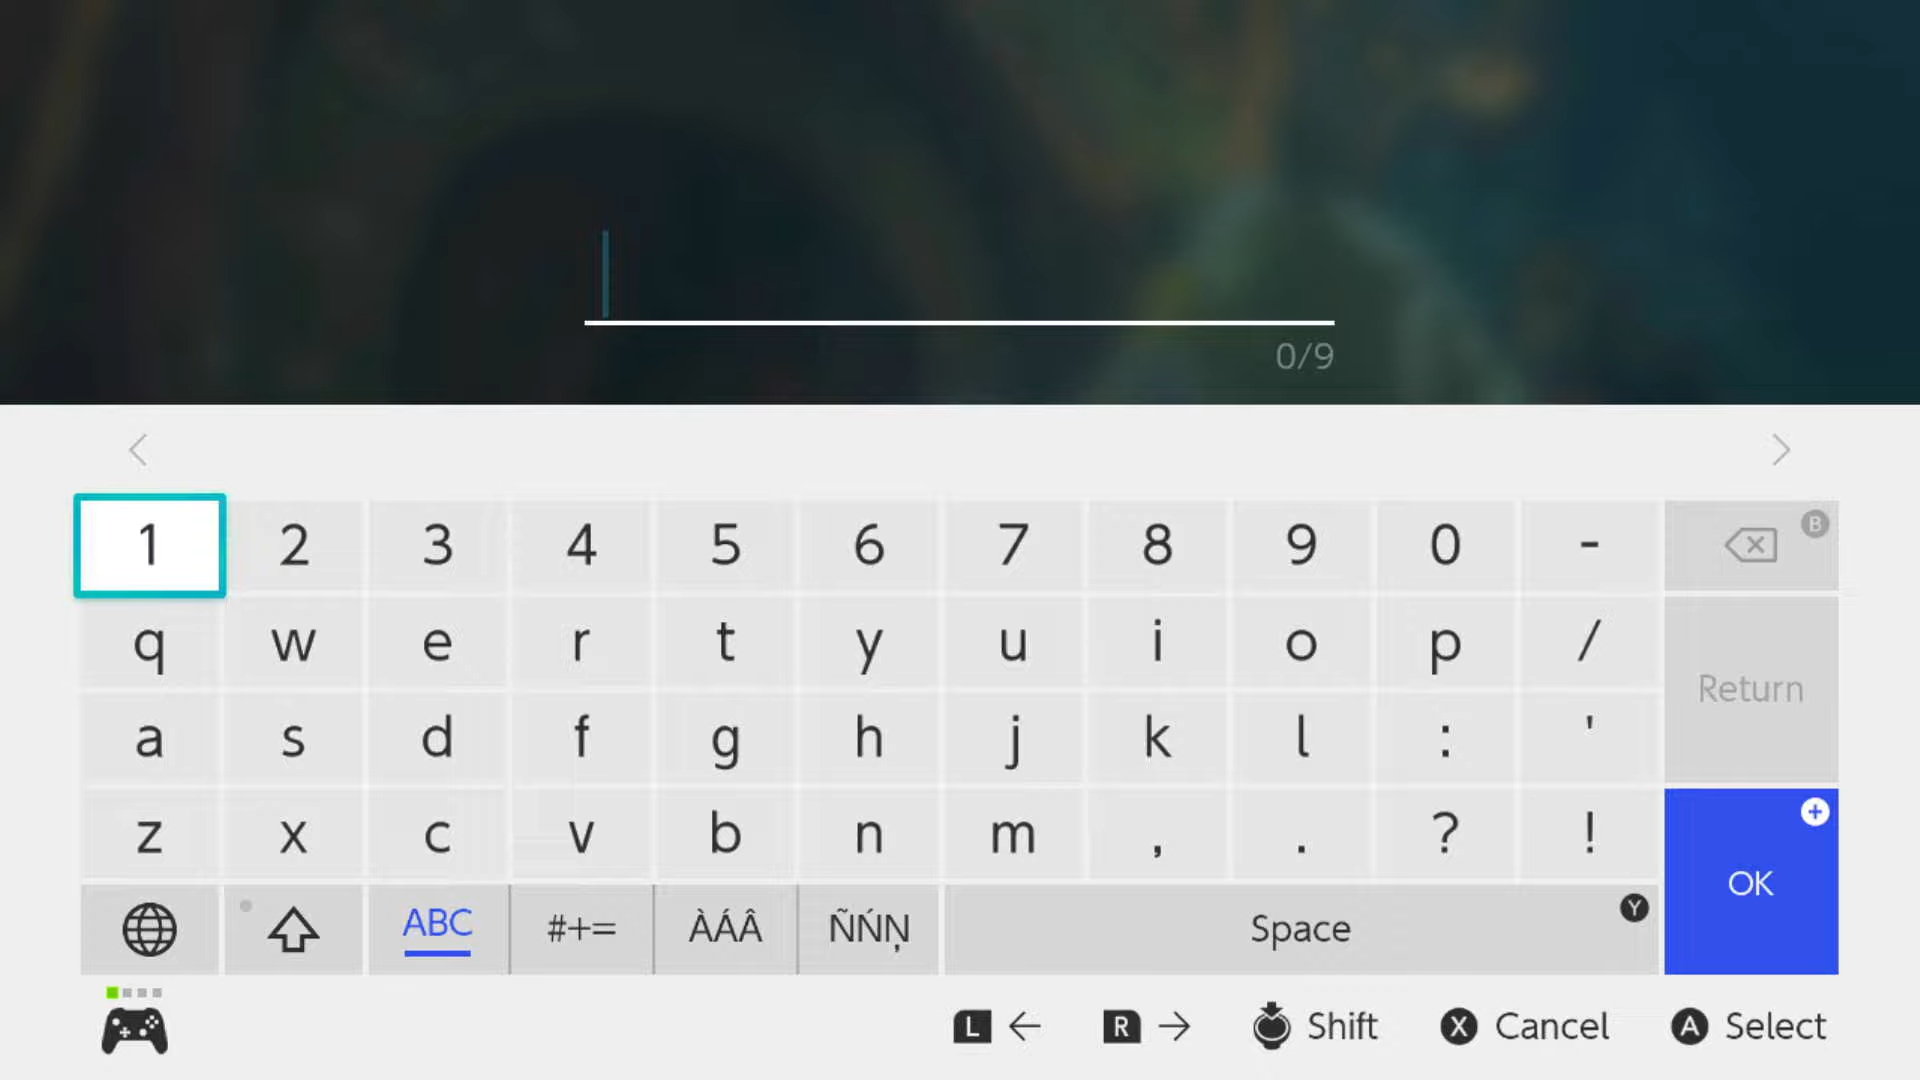 0/9
1 2 3 4 5 6 7 8 9 0 - B
q w e r t y u i o p /
Return
a s d f g h j k l : '
z x c v b n m , . ? !
OK
ABC #+= ÀÁÂ ÑŃŅ Space Y
L ← R → Shift X Cancel A Select